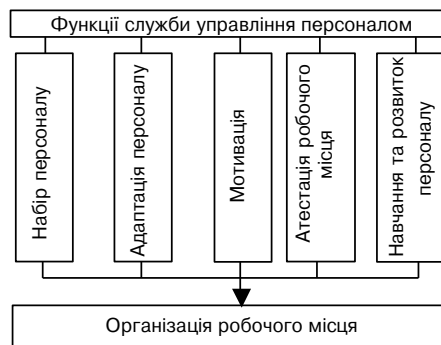 Функції служби управління персоналом
Набір персоналу
Адаптація персоналу
Мотивація
Атестація робочого
місця
Навчання та розвиток
персоналу
Організація робочого місця